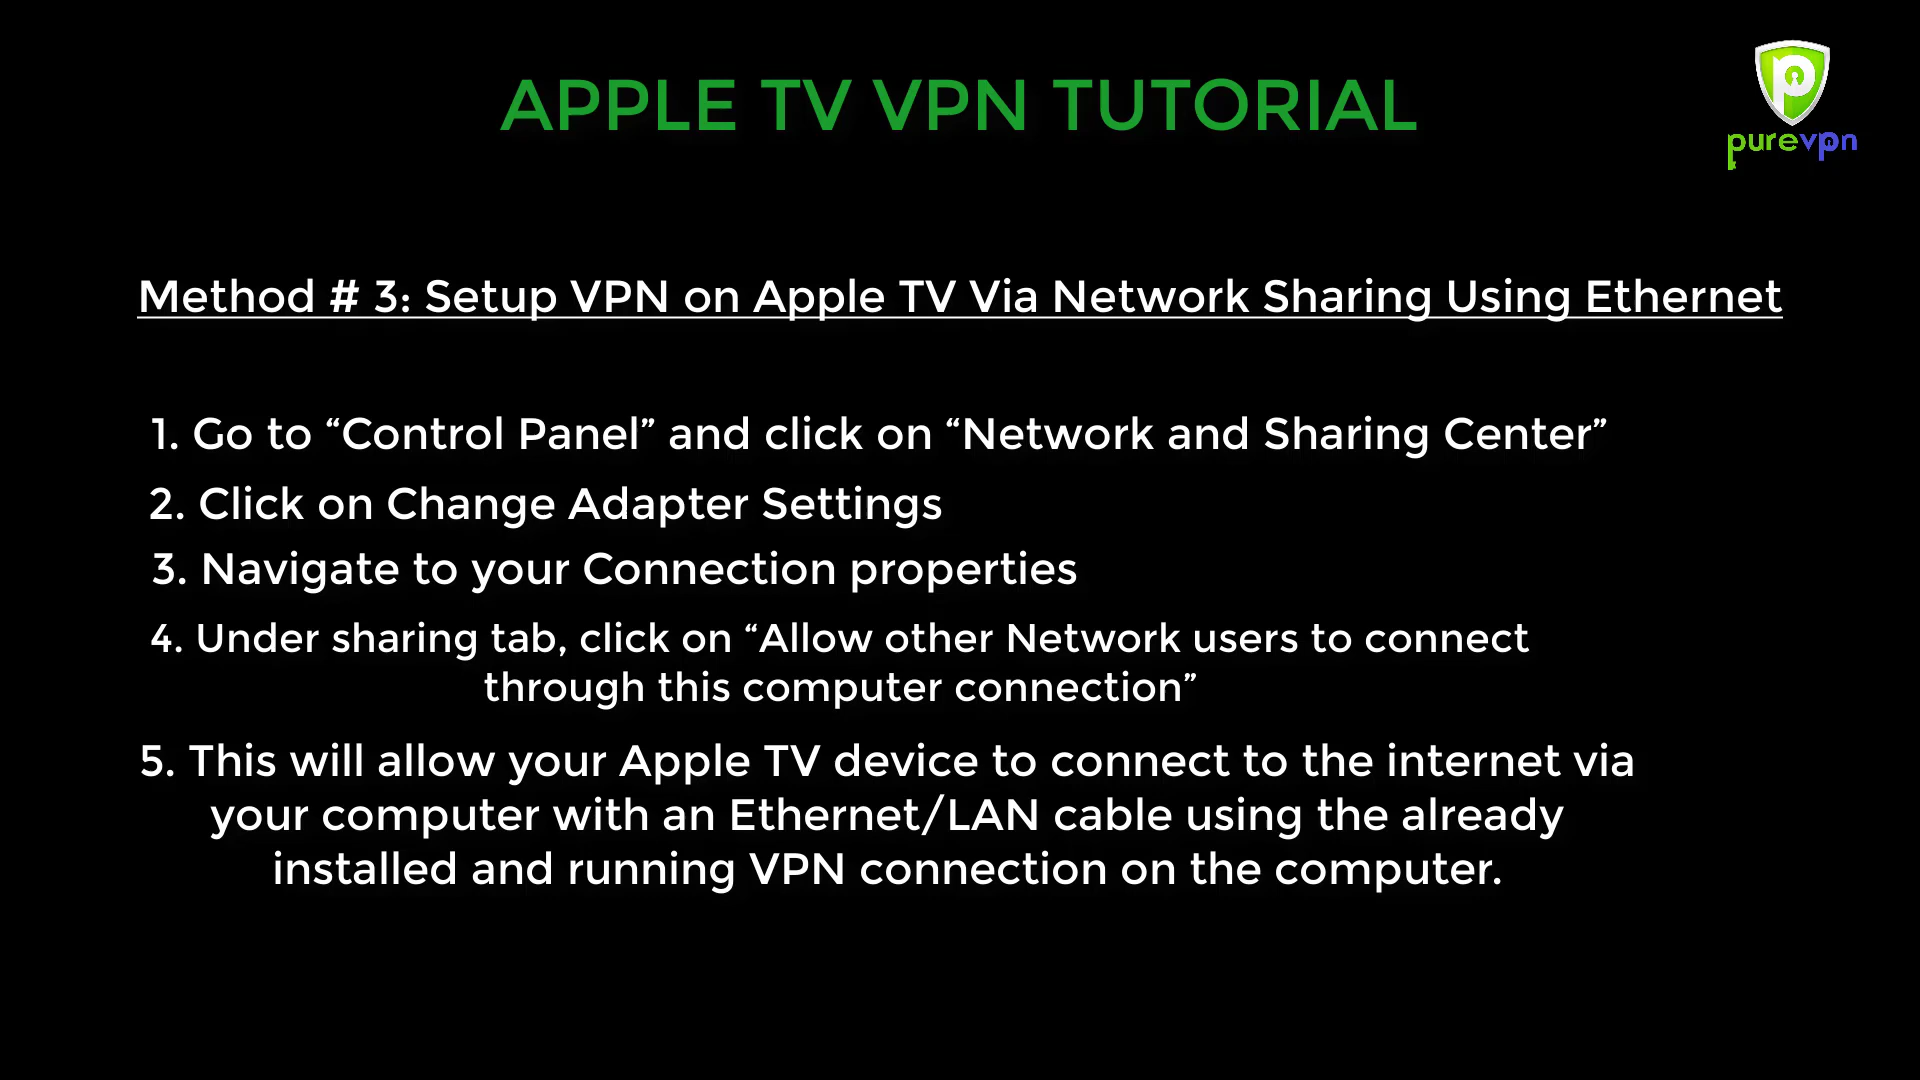 APPLE TV VPN TUTORIAL
purevpn
Method # 3: Setup VPN on Apple TV Via Network Sharing Using Ethernet
1. Go to “Control Panel” and click on “Network and Sharing Center”
2. Click on Change Adapter Settings
3. Navigate to your Connection properties
4. Under sharing tab, click on “Allow other Network users to connect
through this computer connection”
5. This will allow your Apple TV device to connect to the internet via
your computer with an Ethernet/LAN cable using the already
installed and running VPN connection on the computer.